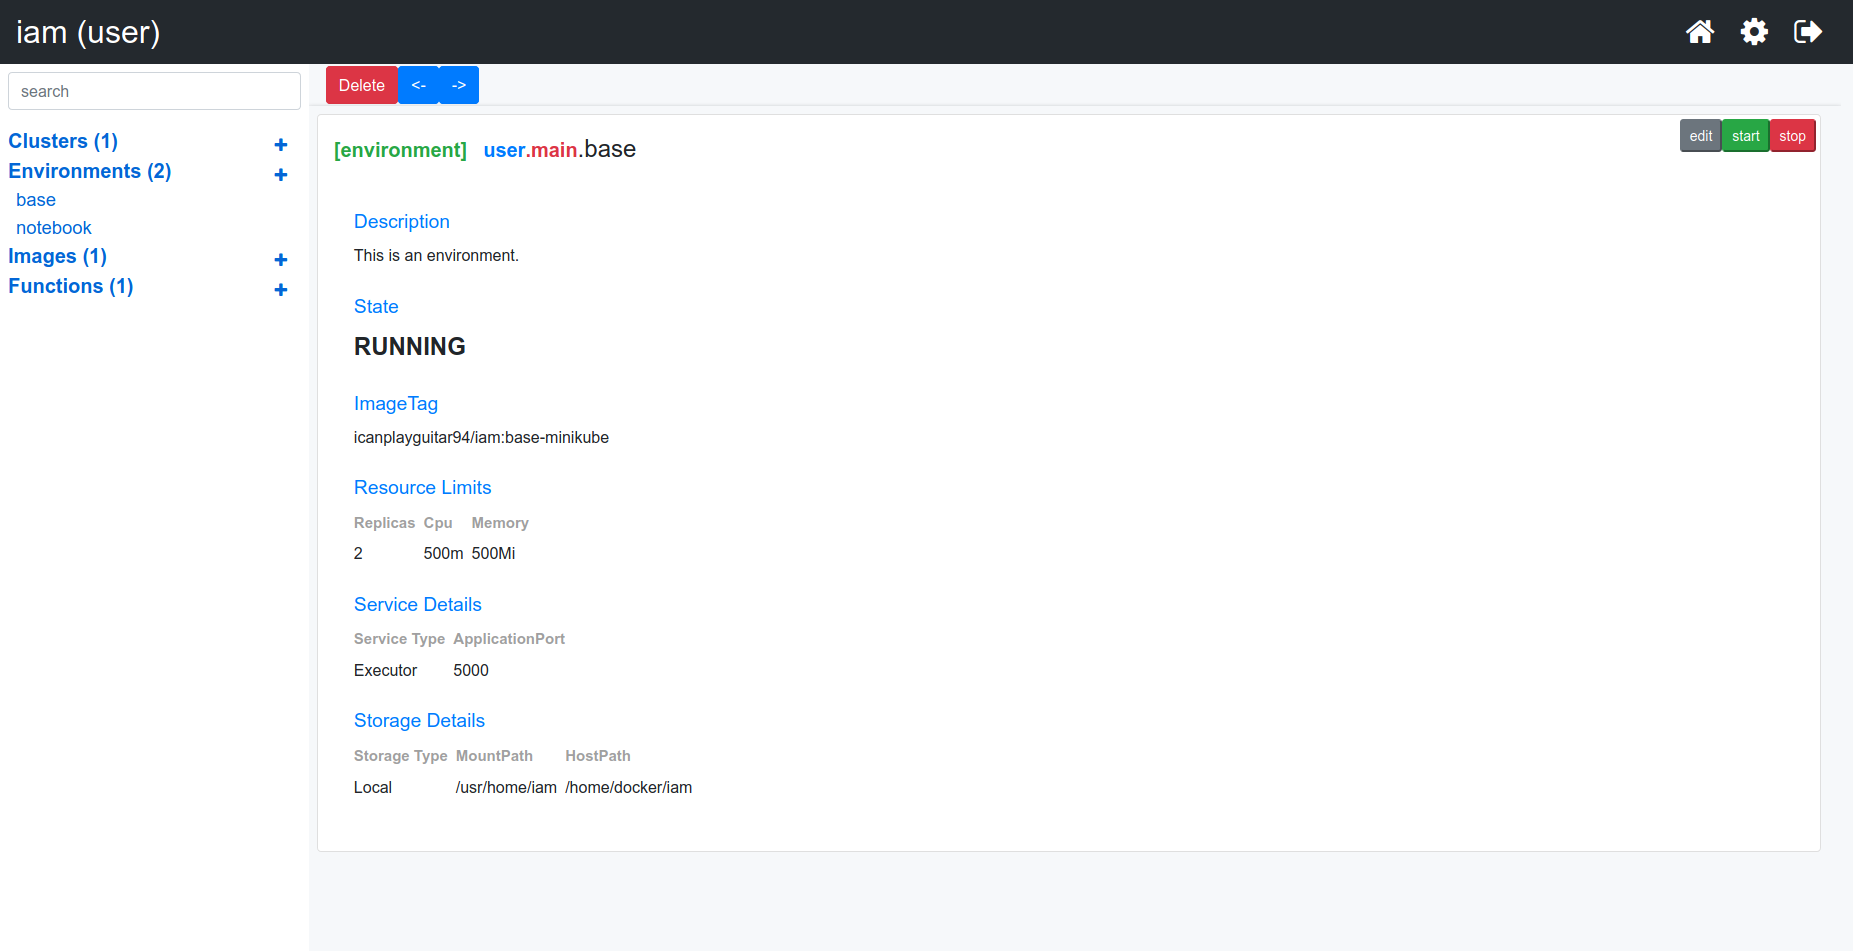 iam (user)
search
Clusters (1)
Environments (2)
base
notebook
Images (1)
Functions (1)
Delete <- ->
[environment] user.main.base
edit start stop
Description
This is an environment.
State
RUNNING
ImageTag
icanplayguitar94/iam:base-minikube
Resource Limits
Replicas Cpu Memory
2 500m 500Mi
Service Details
Service Type ApplicationPort
Executor 5000
Storage Details
Storage Type MountPath HostPath
Local /usr/home/iam /home/docker/iam